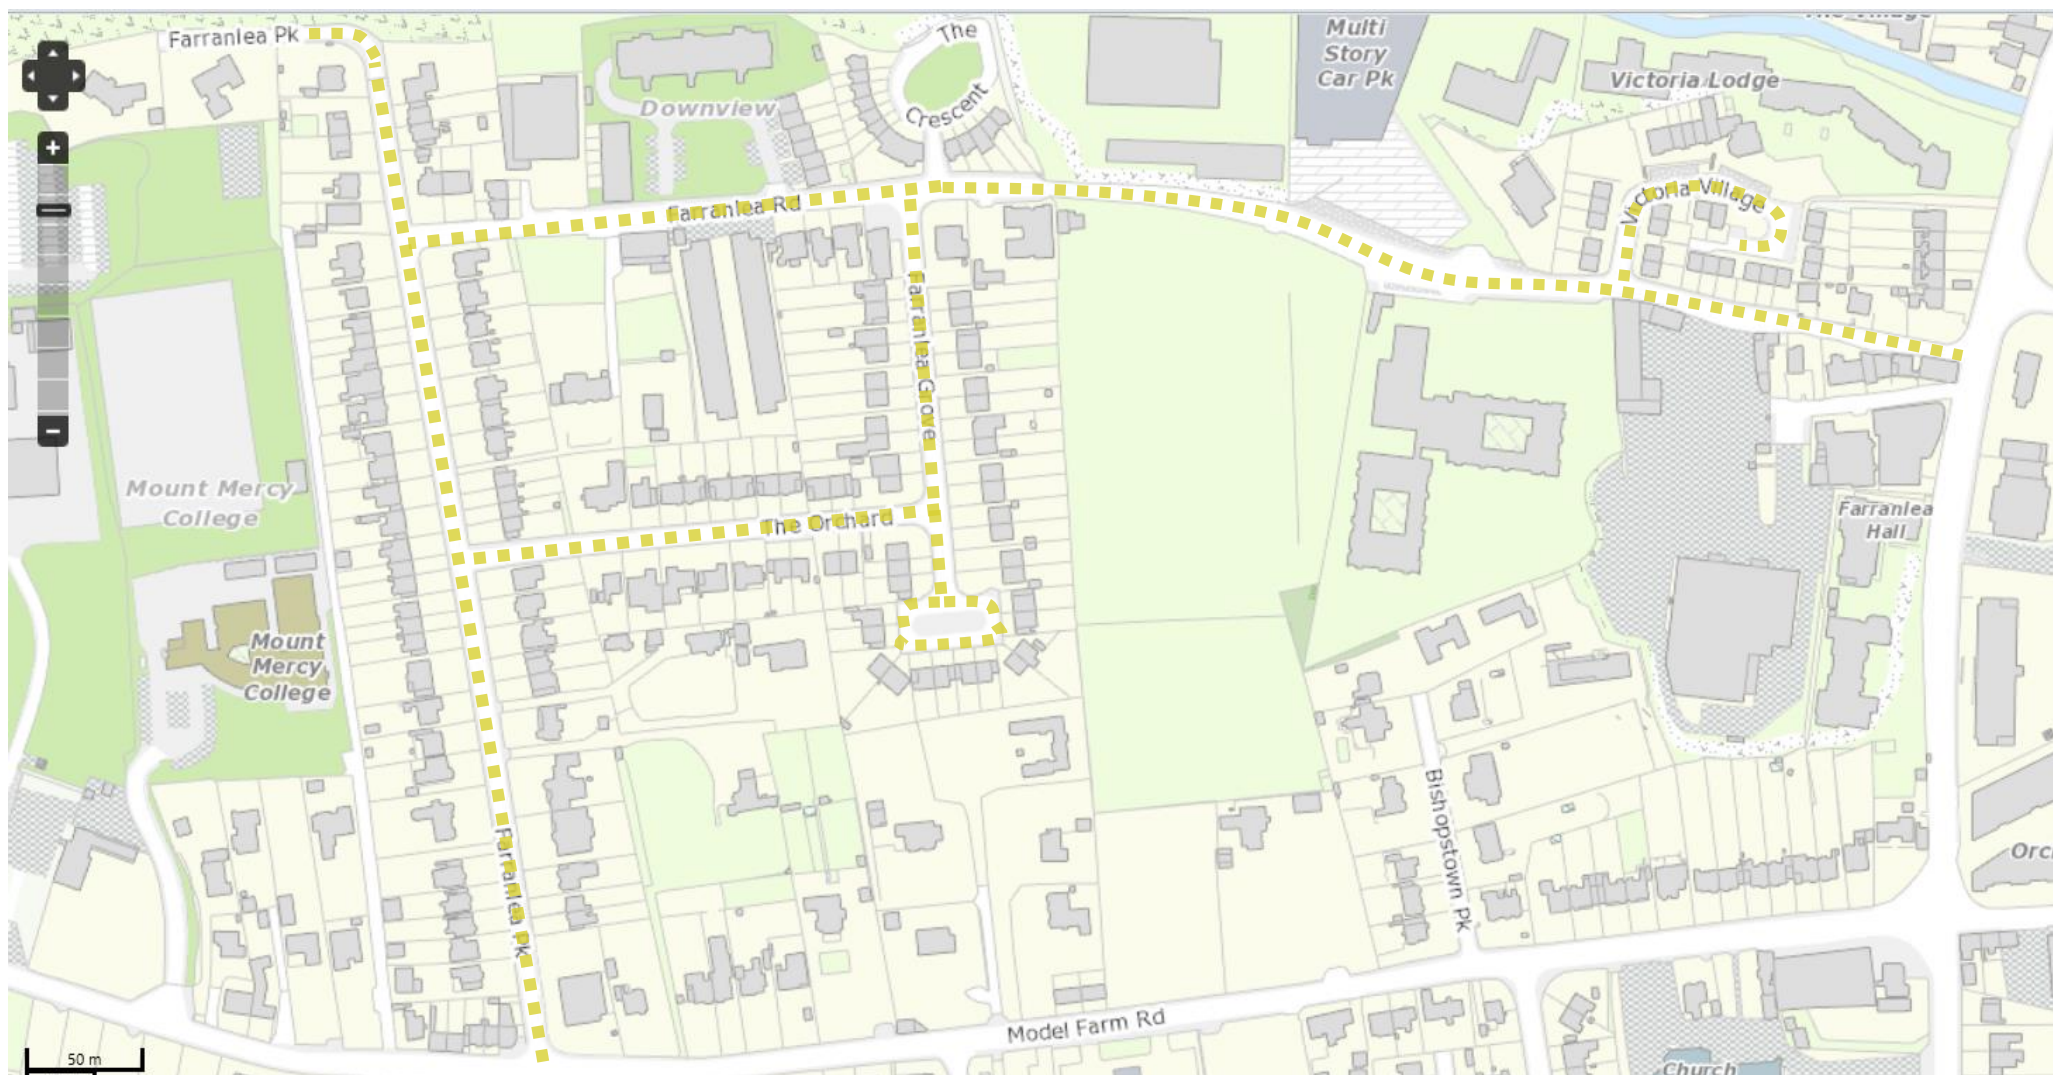 Farranlea Pk
The
Crescent
Multi
Story
Car Pk
Victoria Lodge
Downview
Victoria Village
Farranlea Rd
Farranlea Grove
Mount Mercy
College
The Orchard
Farranlea
Hall
Mount
Mercy
College
Bishopstown Pk
Farranlea Pk
Model Farm Rd
Church
50 m
+
−